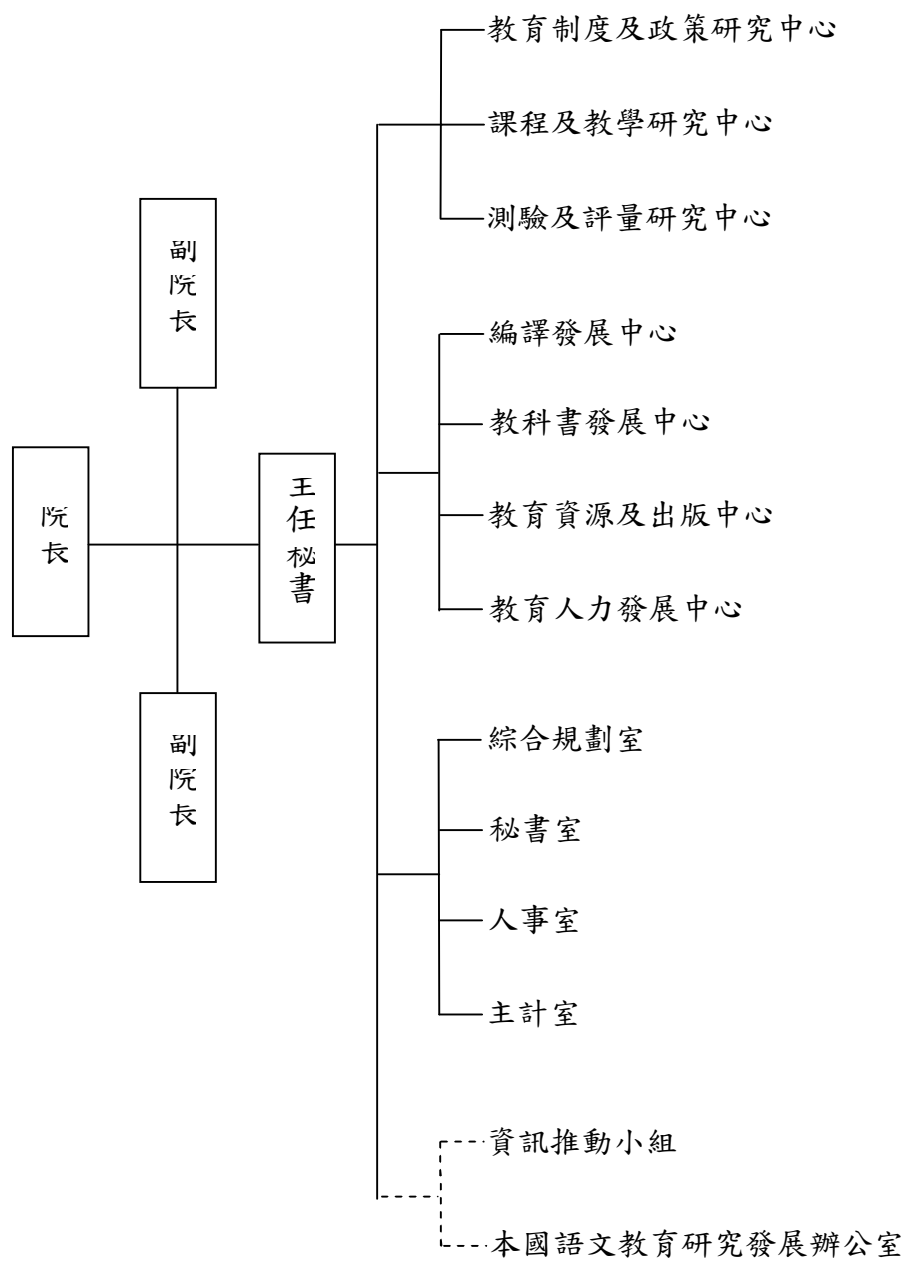 教育制度及政策研究中心
課程及教學研究中心
測驗及評量研究中心
副院長
編譯發展中心
教科書發展中心
院長
主任秘書
教育資源及出版中心
教育人力發展中心
副院長
綜合規劃室
秘書室
人事室
主計室
資訊推動小組
本國語文教育研究發展辦公室